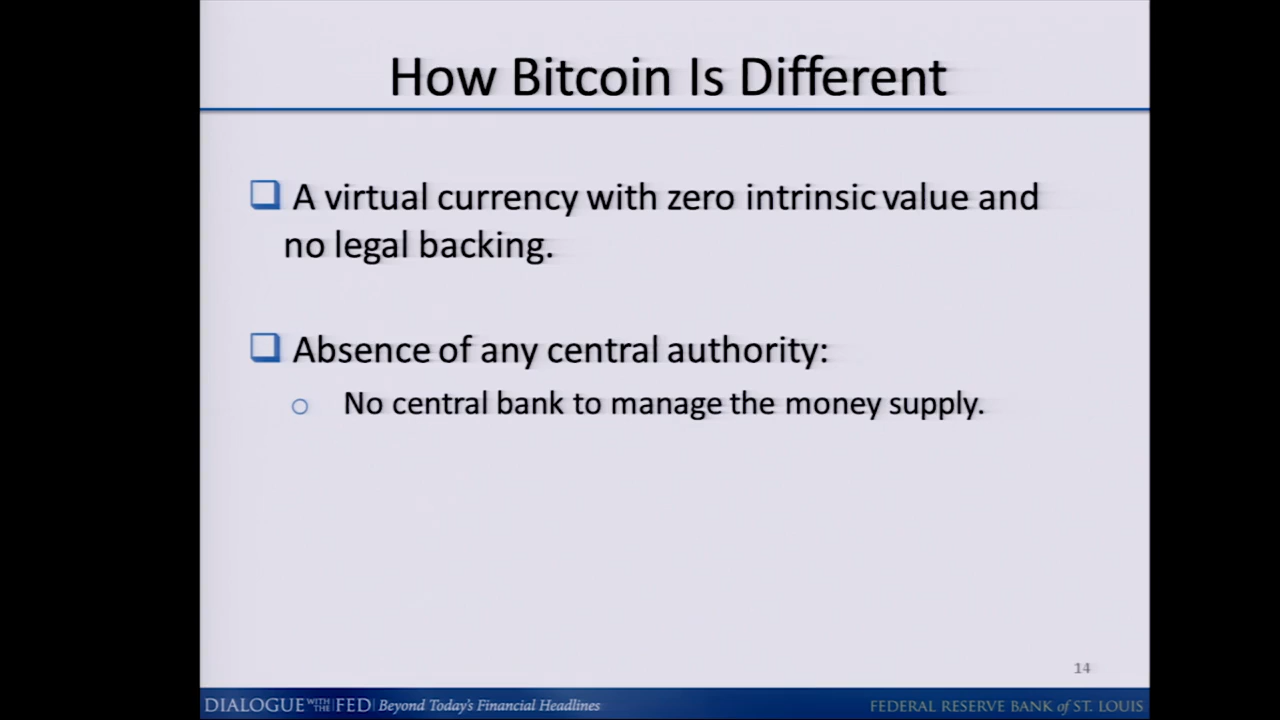 How Bitcoin Is Different
A virtual currency with zero intrinsic value and
no legal backing.
Absence of any central authority:
No central bank to manage the money supply.
14
DIALOGUE WITH THE FED Beyond Today's Financial Headlines
FEDERAL RESERVE BANK of ST. LOUIS